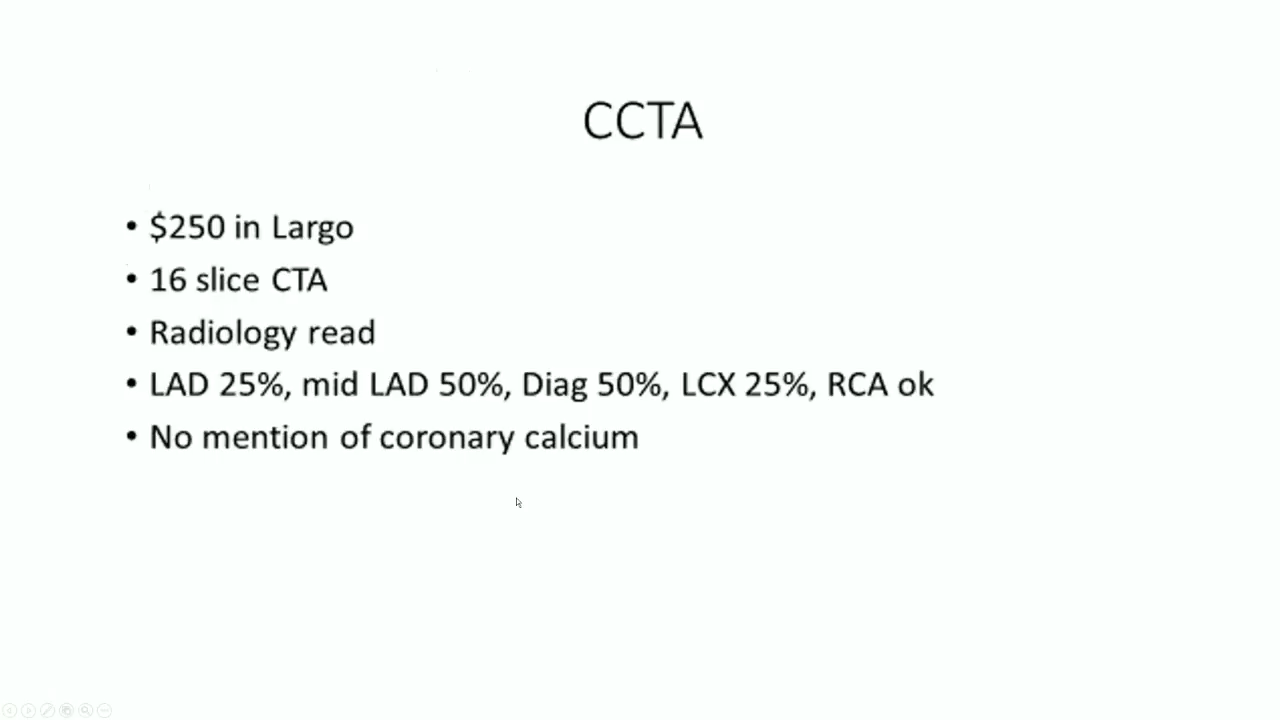 CCTA
• $250 in Largo
• 16 slice CTA
• Radiology read
• LAD 25%, mid LAD 50%, Diag 50%, LCX 25%, RCA ok
• No mention of coronary calcium